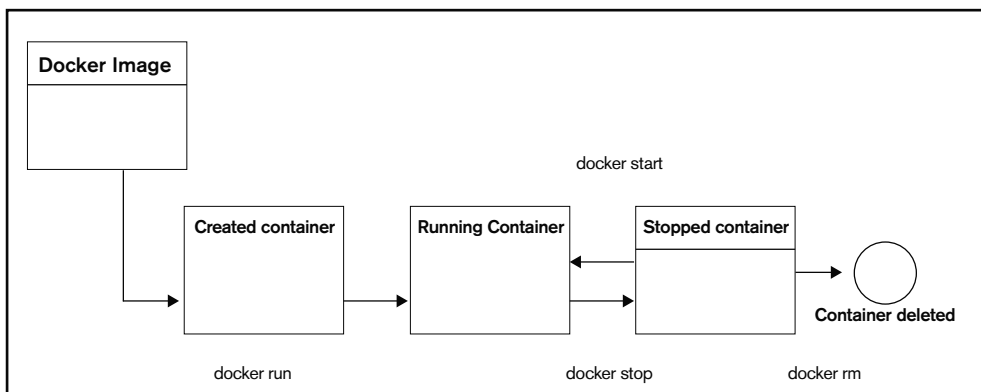 Docker Image
docker start
Created container
Running Container
Stopped container
Container deleted
docker run
docker stop
docker rm